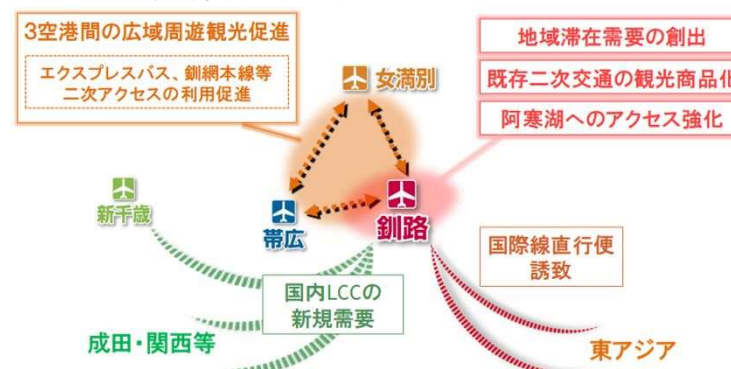 3空港間の広域周遊観光促進
エクスプレスバス、釧網本線等
二次アクセスの利用促進
地域滞在需要の創出
既存二次交通の観光商品化
阿寒湖へのアクセス強化
女満別
新千歳
帯広
釧路
国際線直行便
誘致
国内LCCの
新規需要
成田・関西等
東アジア